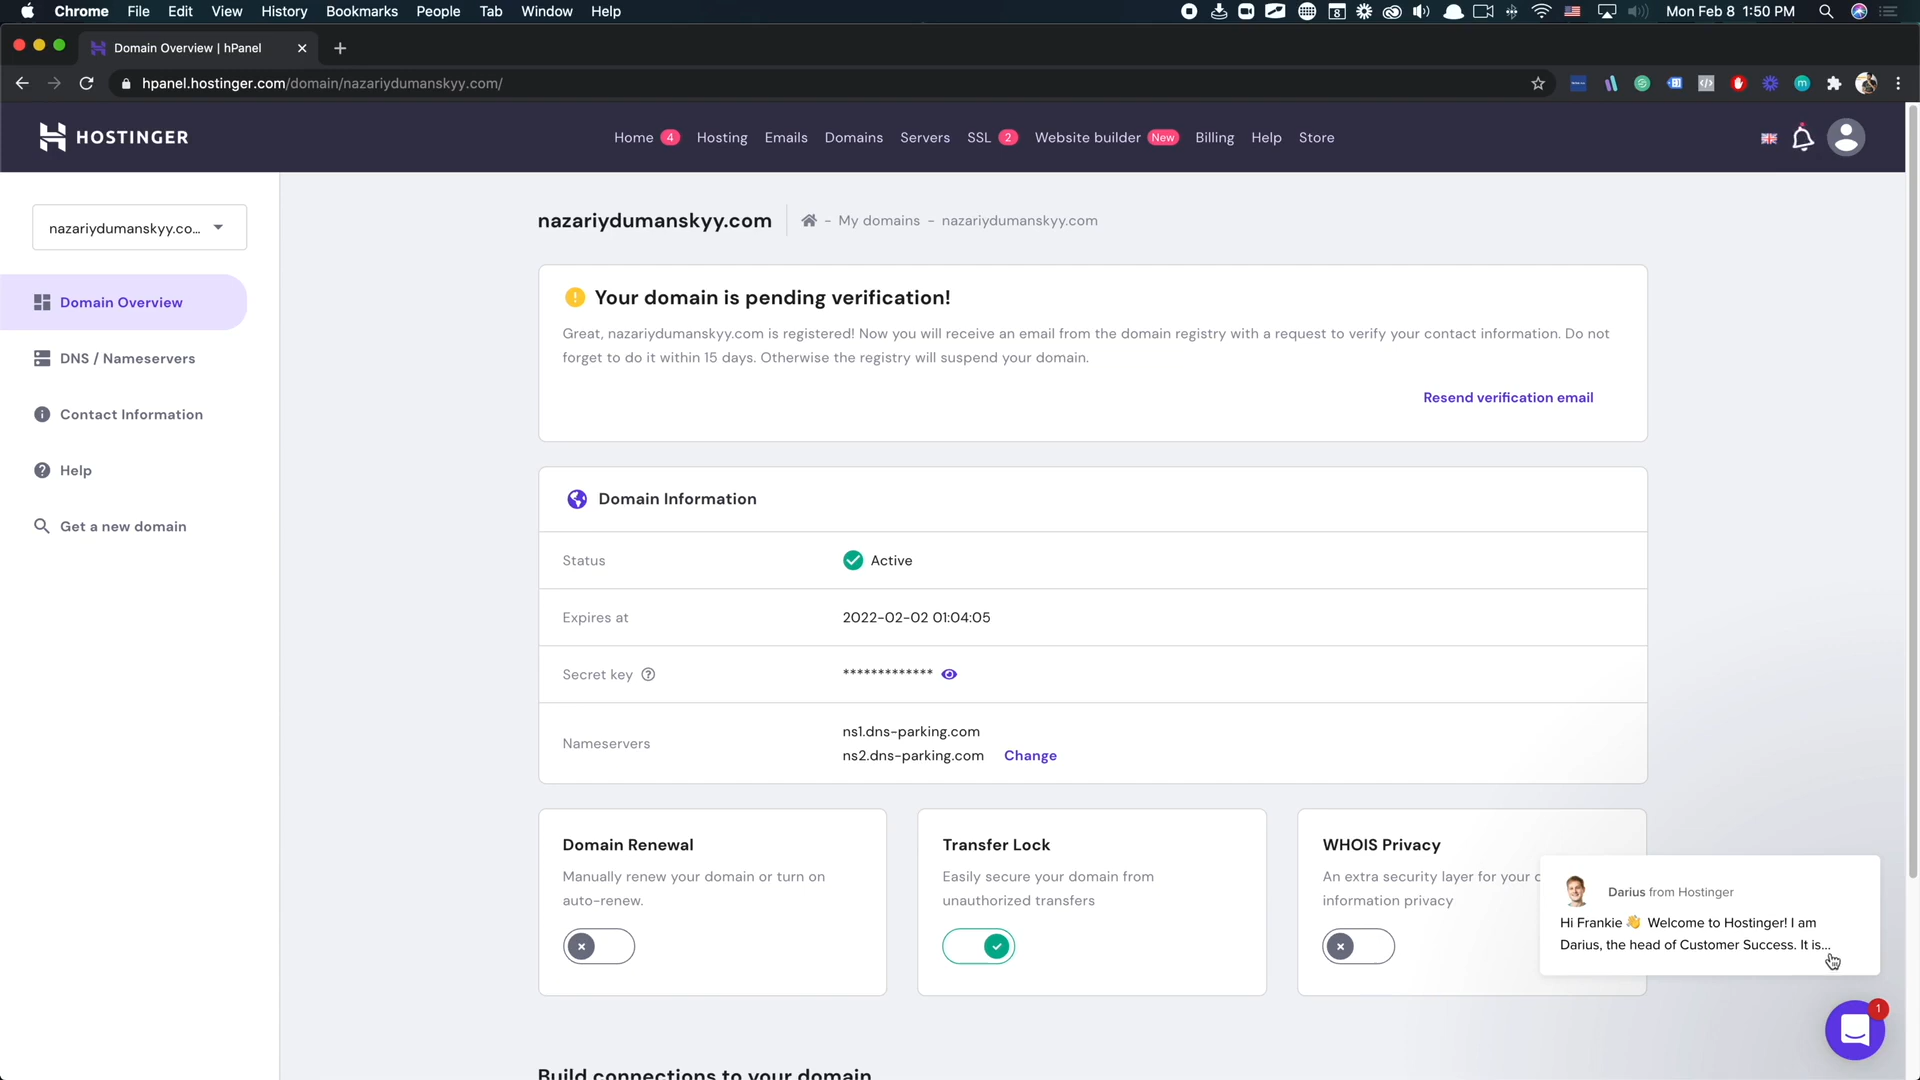 Chrome File Edit View History Bookmarks People Tab Window Help
8
Mon Feb 8 1:50 PM
Domain Overview | hPanel
hpanel.hostinger.com/domain/nazariydumanskyy.com/
HOSTINGER
Home 4 Hosting Emails Domains Servers SSL 2 Website builder New Billing Help Store
nazariydumanskyy.co...
Domain Overview
DNS / Nameservers
Contact Information
Help
Get a new domain
nazariydumanskyy.com
- My domains - nazariydumanskyy.com
Your domain is pending verification!
Great, nazariydumanskyy.com is registered! Now you will receive an email from the domain registry with a request to verify your contact information. Do not
forget to do it within 15 days. Otherwise the registry will suspend your domain.
Resend verification email
Domain Information
Status Active
Expires at 2022-02-02 01:04:05
Secret key *************
Nameservers
ns1.dns-parking.com
ns2.dns-parking.com Change
Domain Renewal
Manually renew your domain or turn on
auto-renew.
Transfer Lock
Easily secure your domain from
unauthorized transfers
WHOIS Privacy
An extra security layer for your
information privacy
Darius from Hostinger
Hi Frankie 👋 Welcome to Hostinger! I am
Darius, the head of Customer Success. It is...
1
Build connections to your domain